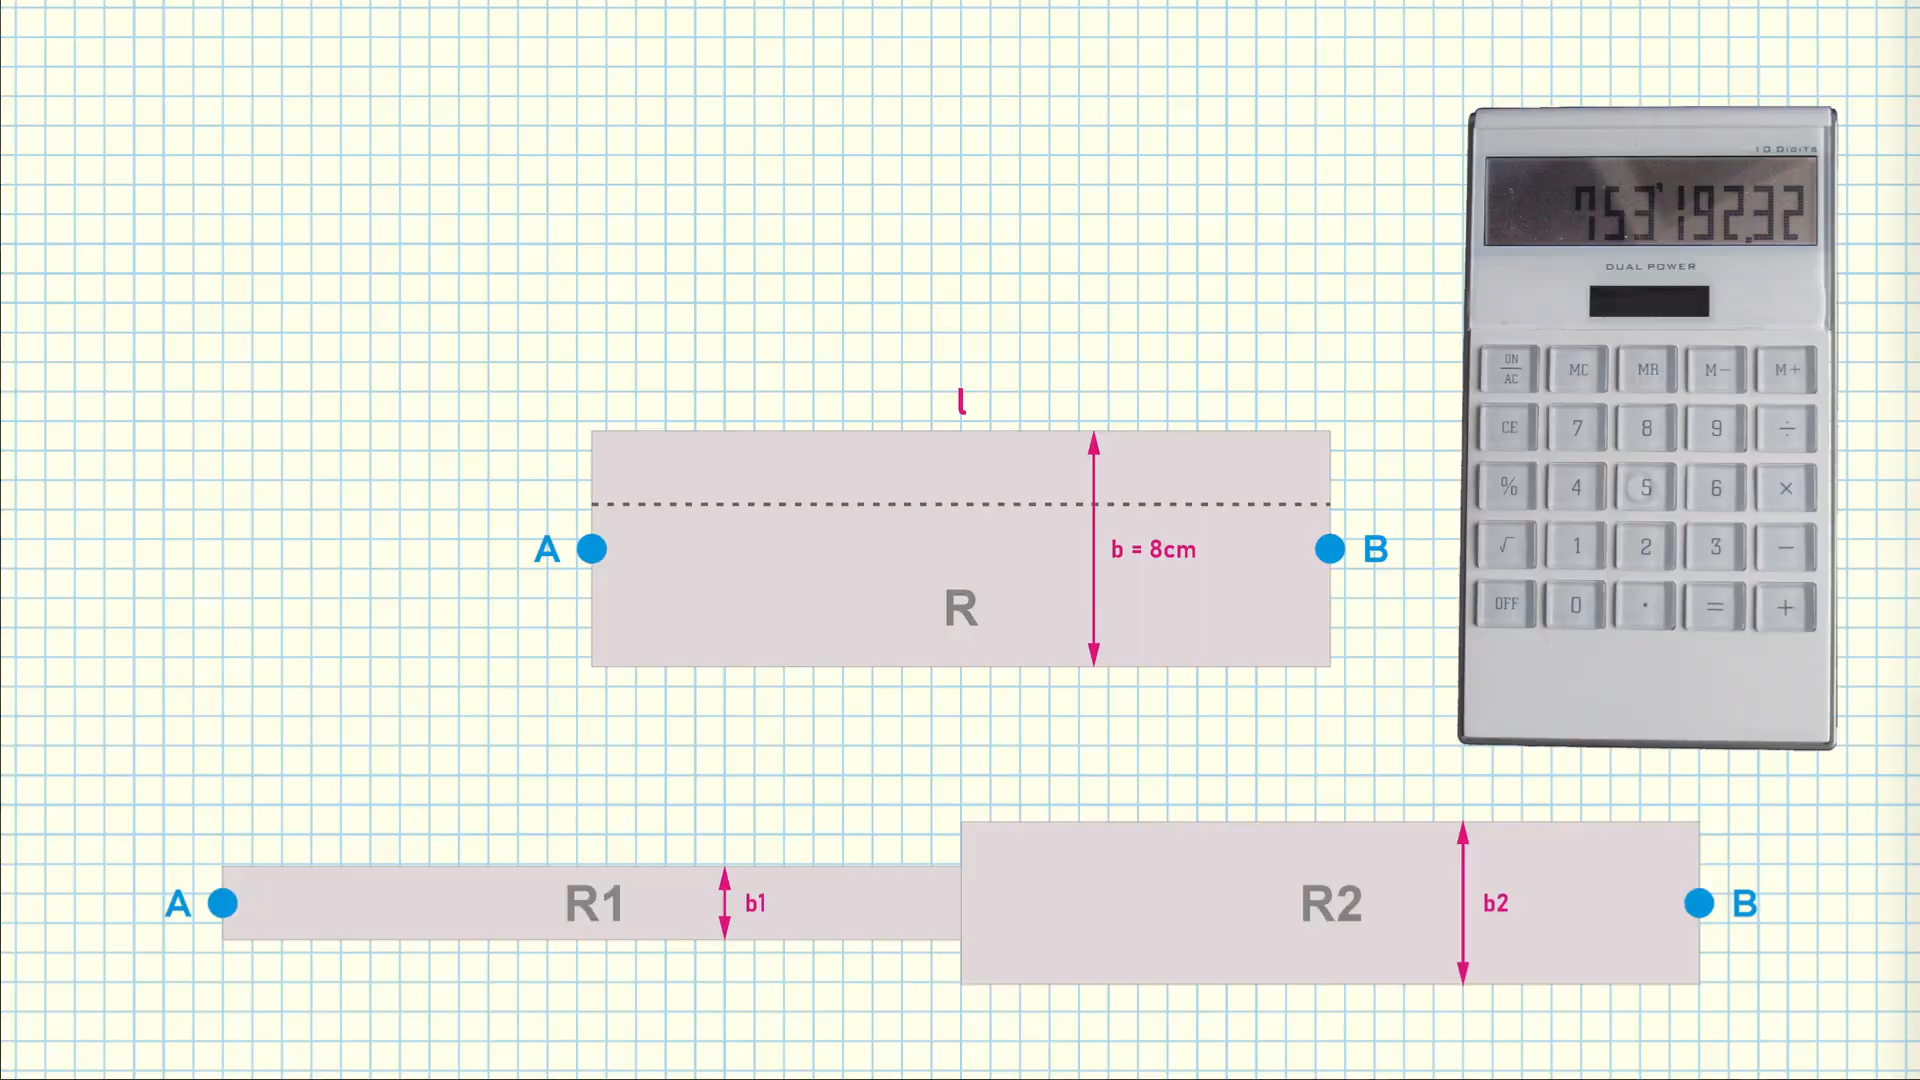 10 DIGITS
753'192.32
DUAL POWER
ON
AC
MC
MR
M−
M+
CE
7
8
9
÷
%
4
5
6
×
√
1
2
3
−
OFF
0
·
=
+
l
A
b = 8cm
B
R
A
R1
b1
R2
b2
B